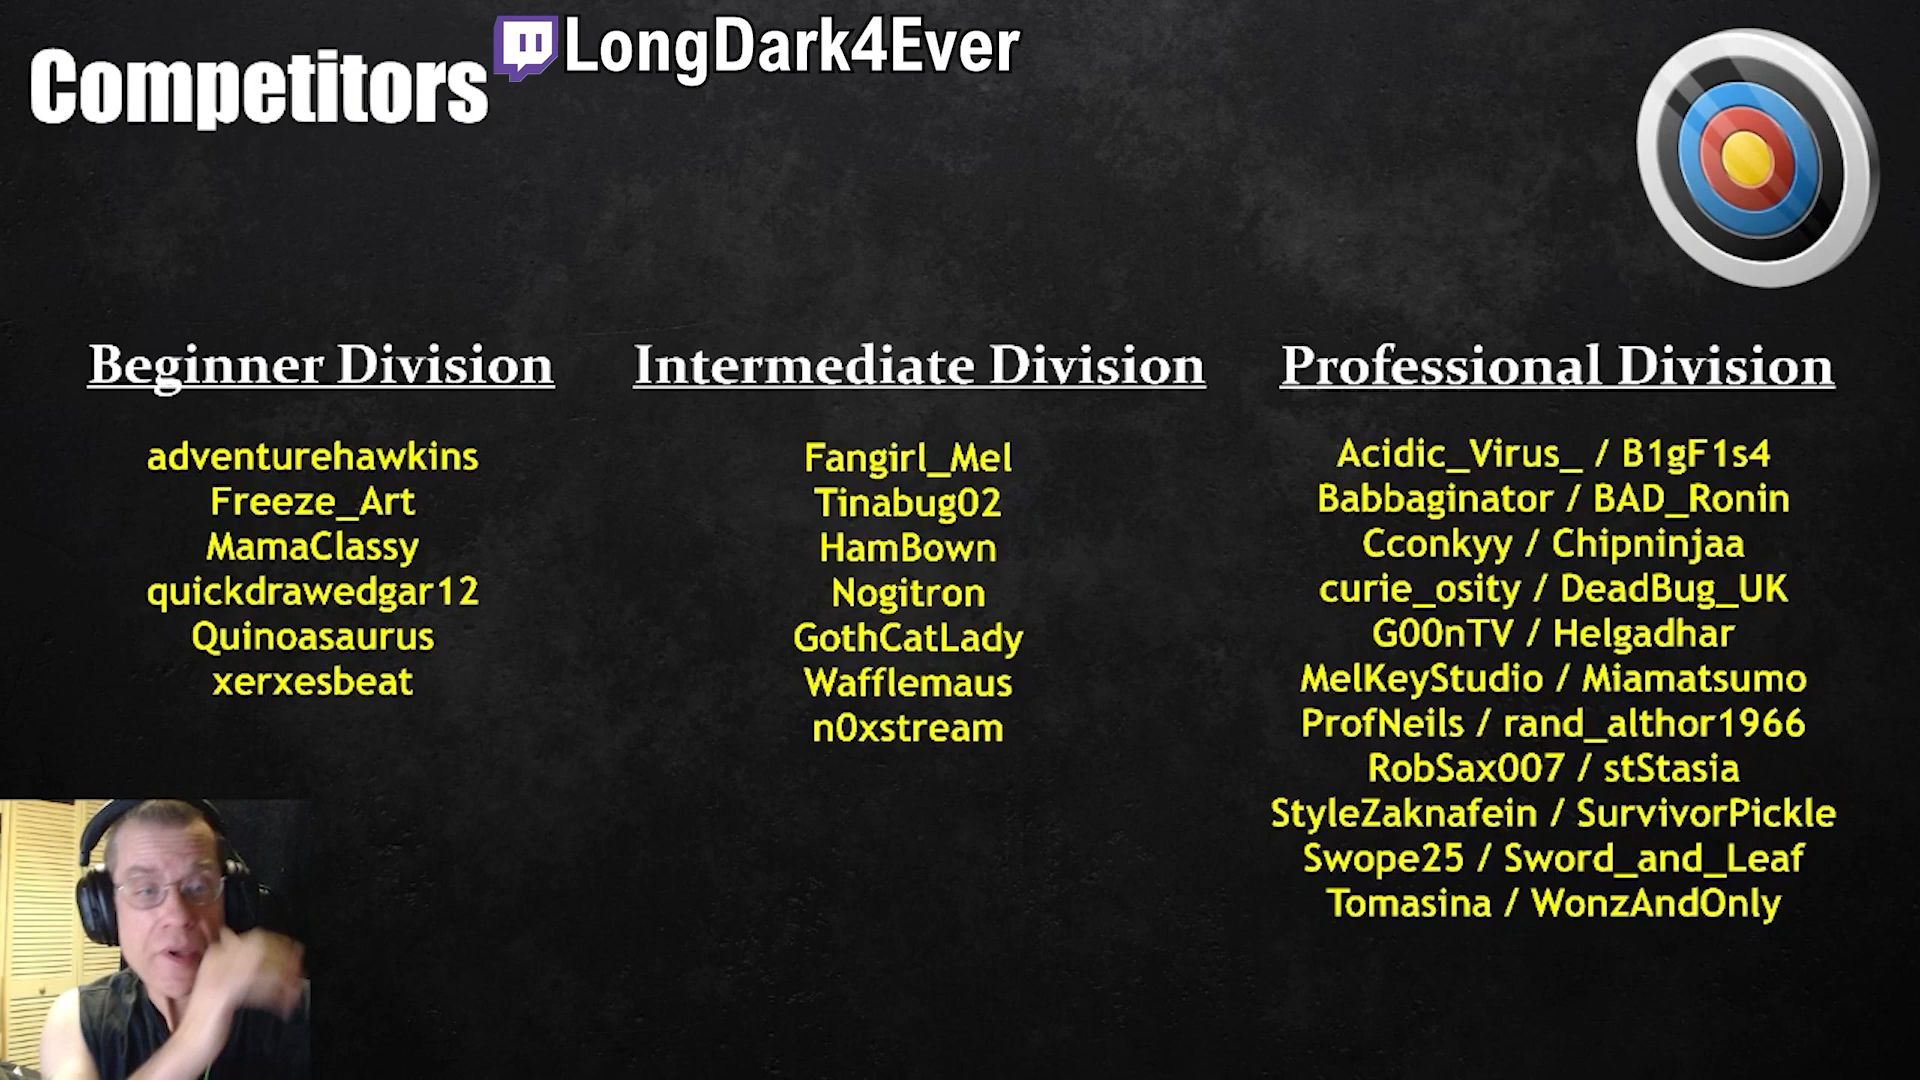 Competitors
LongDark4Ever
Beginner Division
adventurehawkins
Freeze_Art
MamaClassy
quickdrawedgar12
Quinoasaurus
xerxesbeat
Intermediate Division
Fangirl_Mel
Tinabug02
HamBown
Nogitron
GothCatLady
Wafflemaus
n0xstream
Professional Division
Acidic_Virus_ / B1gF1s4
Babbaginator / BAD_Ronin
Cconkyy / Chipninjaa
curie_osity / DeadBug_UK
G00nTV / Helgadhar
MelKeyStudio / Miamatsumo
ProfNeils / rand_althor1966
RobSax007 / stStasia
StyleZaknafein / SurvivorPickle
Swope25 / Sword_and_Leaf
Tomasina / WonzAndOnly